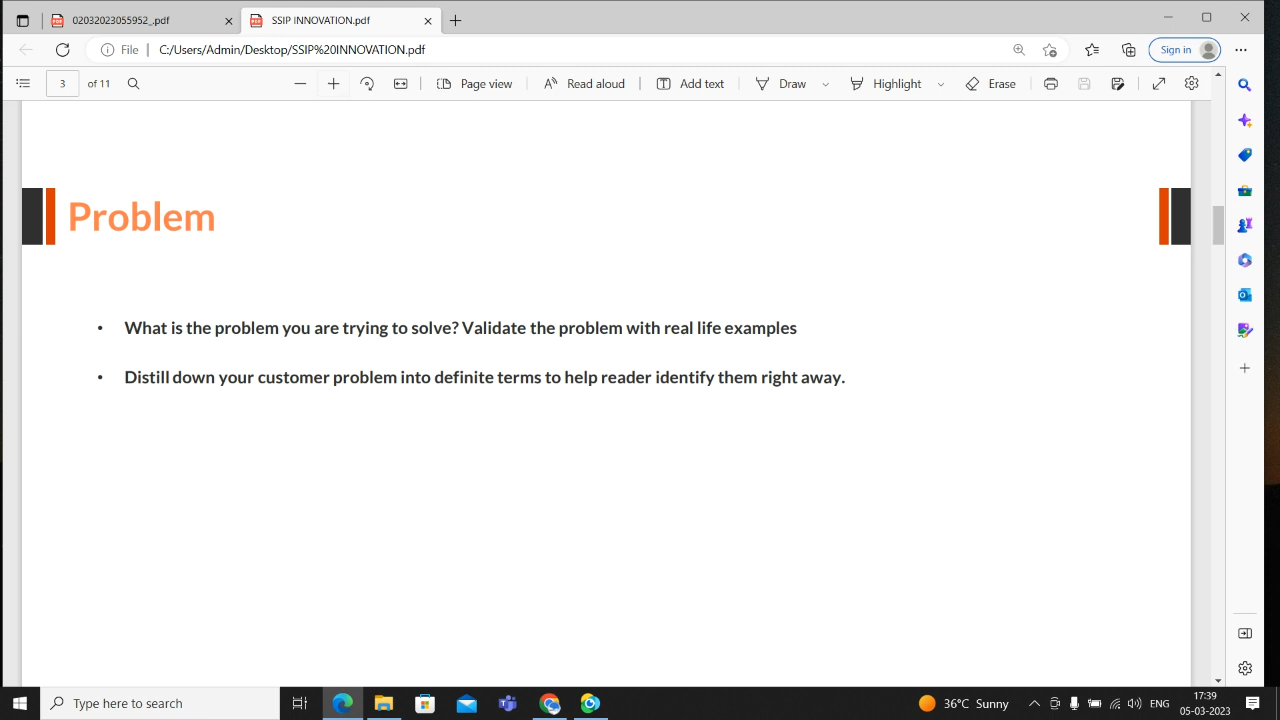 02032023055952_.pdf
SSIP INNOVATION.pdf
File
C:/Users/Admin/Desktop/SSIP%20INNOVATION.pdf
Sign in
3 of 11
Page view
Read aloud
Add text
Draw
Highlight
Erase
Problem
• What is the problem you are trying to solve? Validate the problem with real life examples
• Distill down your customer problem into definite terms to help reader identify them right away.
Type here to search
36°C Sunny
ENG
17:39
05-03-2023